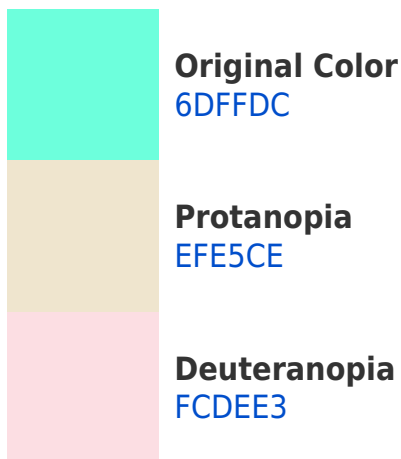 Original Color
6DFFDC
Protanopia
EFE5CE
Deuteranopia
FCDEE3